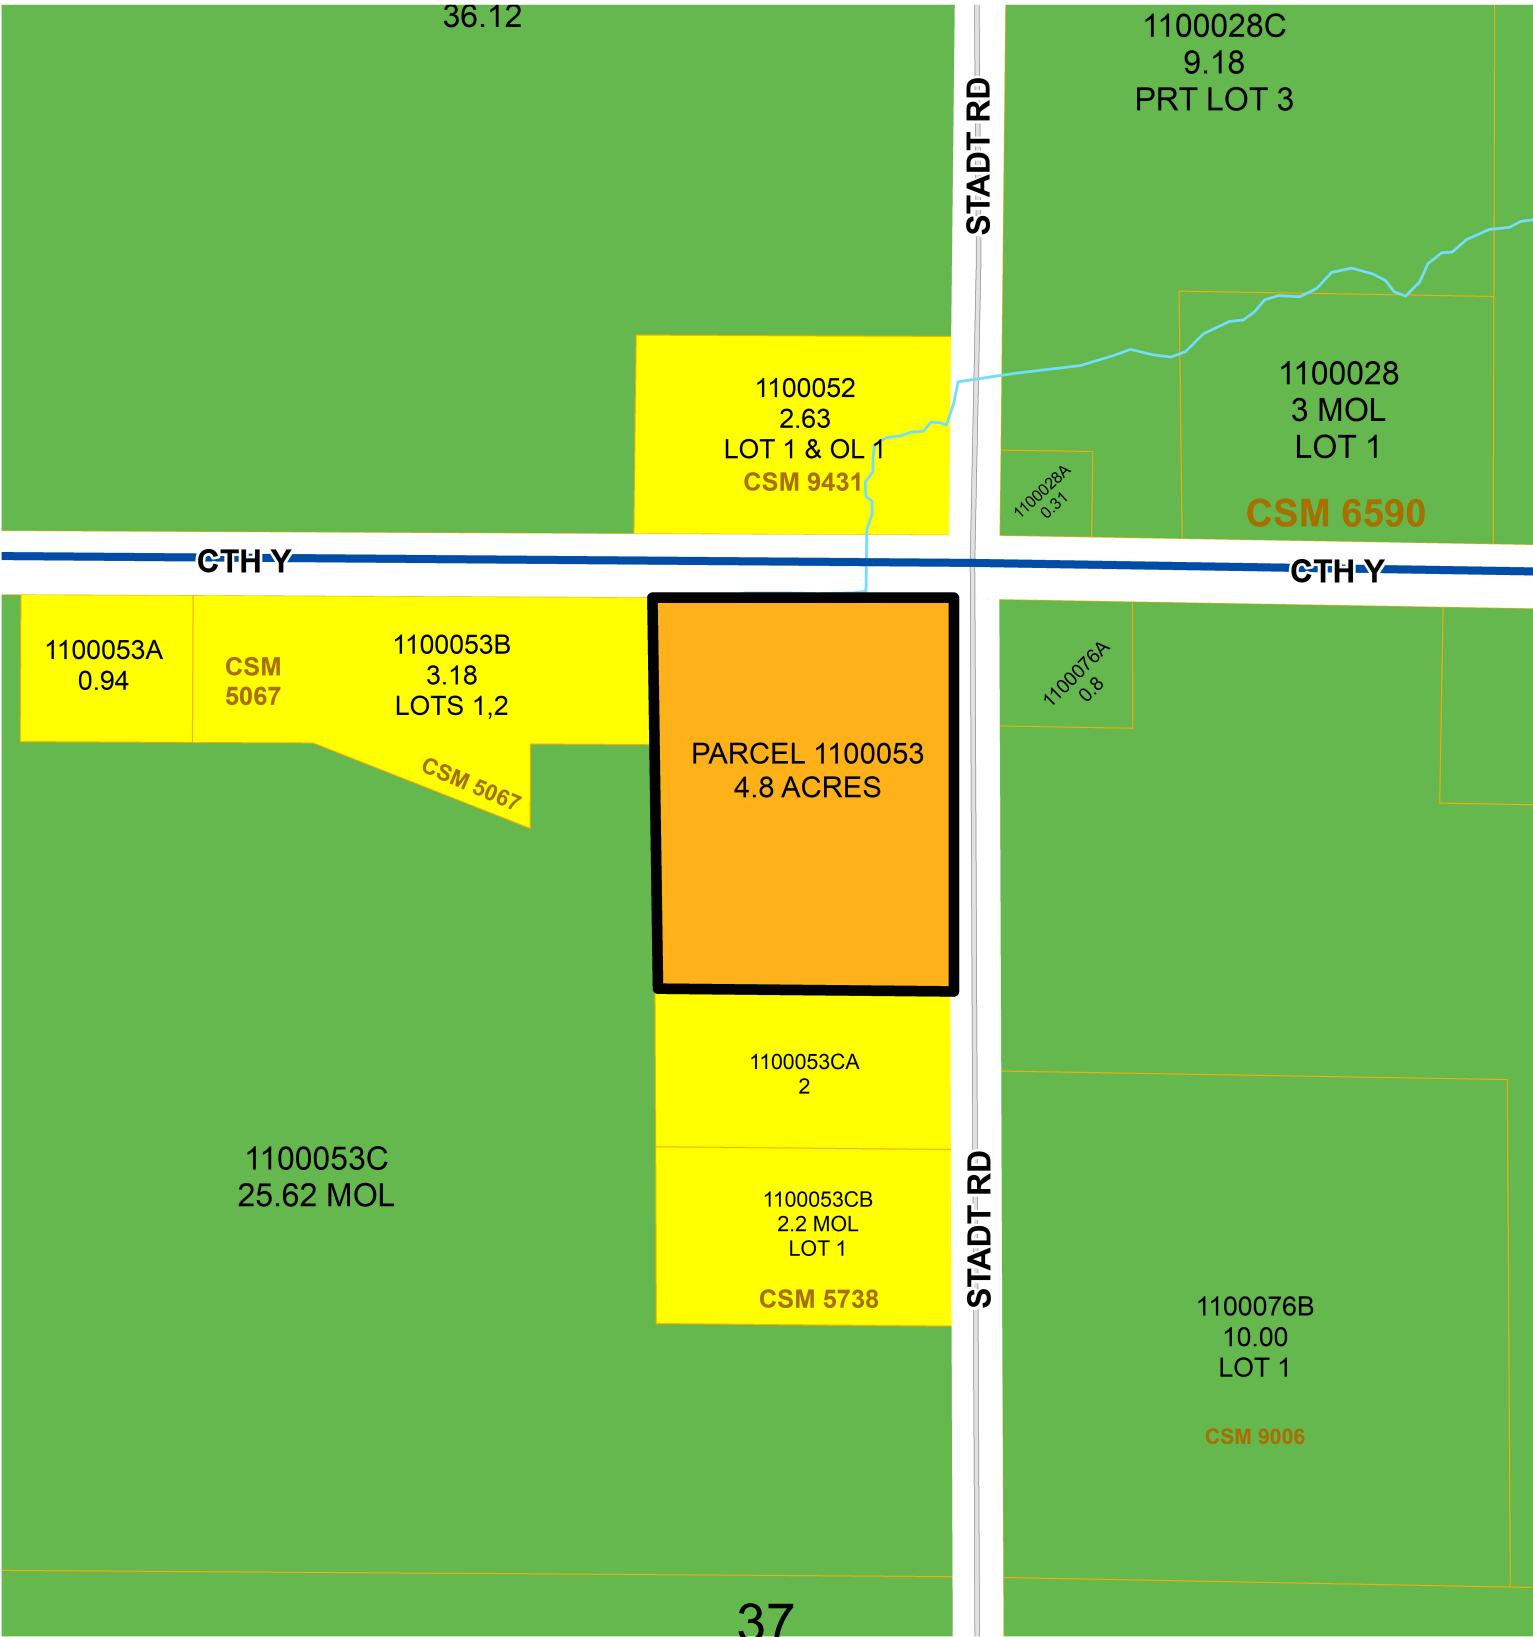 36.12
1100028C
9.18
PRT LOT 3
STADT RD
1100052
2.63
LOT 1 & OL 1
CSM 9431
1100028
3 MOL
LOT 1
CSM 6590
1100028A
0.31
CTH Y
CTH Y
1100053A
0.94
CSM
5067
1100053B
3.18
LOTS 1,2
CSM 5067
PARCEL 1100053
4.8 ACRES
1100076A
0.8
1100053CA
2
1100053C
25.62 MOL
1100053CB
2.2 MOL
LOT 1
CSM 5738
STADT RD
1100076B
10.00
LOT 1
CSM 9006
37